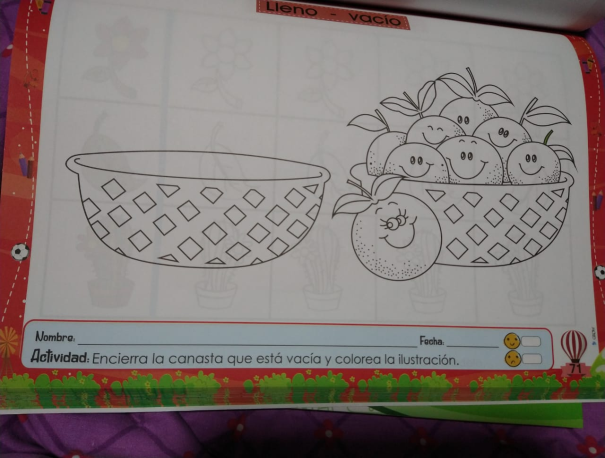 Lleno - vacío
Nombre: Fecha:
Actividad: Encierra la canasta que está vacía y colorea la ilustración.
71